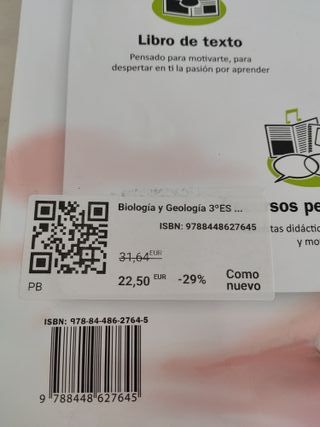 Libro de texto
Pensado para motivarte, para
despertar en ti la pasión por aprender
Biología y Geología 3ºES ...
ISBN: 9788448627645
31,64 EUR
22,50 EUR -29% Como
nuevo
PB
sos pe
tas didáctic
y mo
ISBN: 978-84-486-2764-5
9 788448 627645